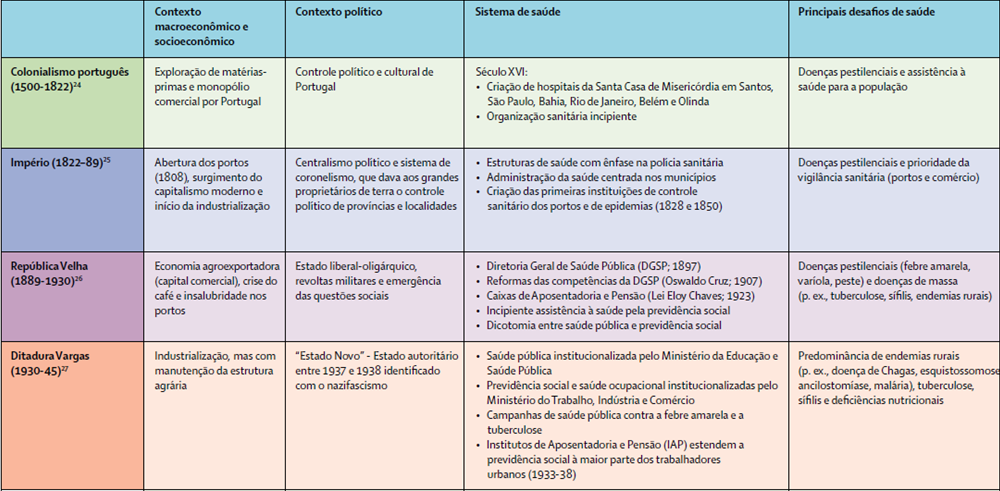 Contexto
macroeconômico e
socioeconômico
Contexto político
Sistema de saúde
Principais desafios de saúde
Colonialismo português
(1500-1822)24
Exploração de matérias-
primas e monopólio
comercial por Portugal
Controle político e cultural de
Portugal
Século XVI:
• Criação de hospitais da Santa Casa de Misericórdia em Santos,
São Paulo, Bahia, Rio de Janeiro, Belém e Olinda
• Organização sanitária incipiente
Doenças pestilenciais e assistência à
saúde para a população
Império (1822–89)25
Abertura dos portos
(1808), surgimento do
capitalismo moderno e
início da industrialização
Centralismo político e sistema de
coronelismo, que dava aos grandes
proprietários de terra o controle
político de províncias e localidades
• Estruturas de saúde com ênfase na polícia sanitária
• Administração da saúde centrada nos municípios
• Criação das primeiras instituições de controle
sanitário dos portos e de epidemias (1828 e 1850)
Doenças pestilenciais e prioridade da
vigilância sanitária (portos e comércio)
República Velha
(1889-1930)26
Economia agroexportadora
(capital comercial), crise do
café e insalubridade nos
portos
Estado liberal-oligárquico,
revoltas militares e emergência
das questões sociais
• Diretoria Geral de Saúde Pública (DGSP; 1897)
• Reformas das competências da DGSP (Oswaldo Cruz; 1907)
• Caixas de Aposentadoria e Pensão (Lei Eloy Chaves; 1923)
• Incipiente assistência à saúde pela previdência social
• Dicotomia entre saúde pública e previdência social
Doenças pestilenciais (febre amarela,
varíola, peste) e doenças de massa
(p. ex., tuberculose, sífilis, endemias rurais)
Ditadura Vargas
(1930-45)27
Industrialização, mas com
manutenção da estrutura
agrária
“Estado Novo” - Estado autoritário
entre 1937 e 1938 identificado
com o nazifascismo
• Saúde pública institucionalizada pelo Ministério da Educação e
Saúde Pública
• Previdência social e saúde ocupacional institucionalizadas pelo
Ministério do Trabalho, Indústria e Comércio
• Campanhas de saúde pública contra a febre amarela e a
tuberculose
• Institutos de Aposentadoria e Pensão (IAP) estendem a
previdência social à maior parte dos trabalhadores
urbanos (1933-38)
Predominância de endemias rurais
(p. ex., doença de Chagas, esquistossomose
ancilostomíase, malária), tuberculose,
sífilis e deficiências nutricionais